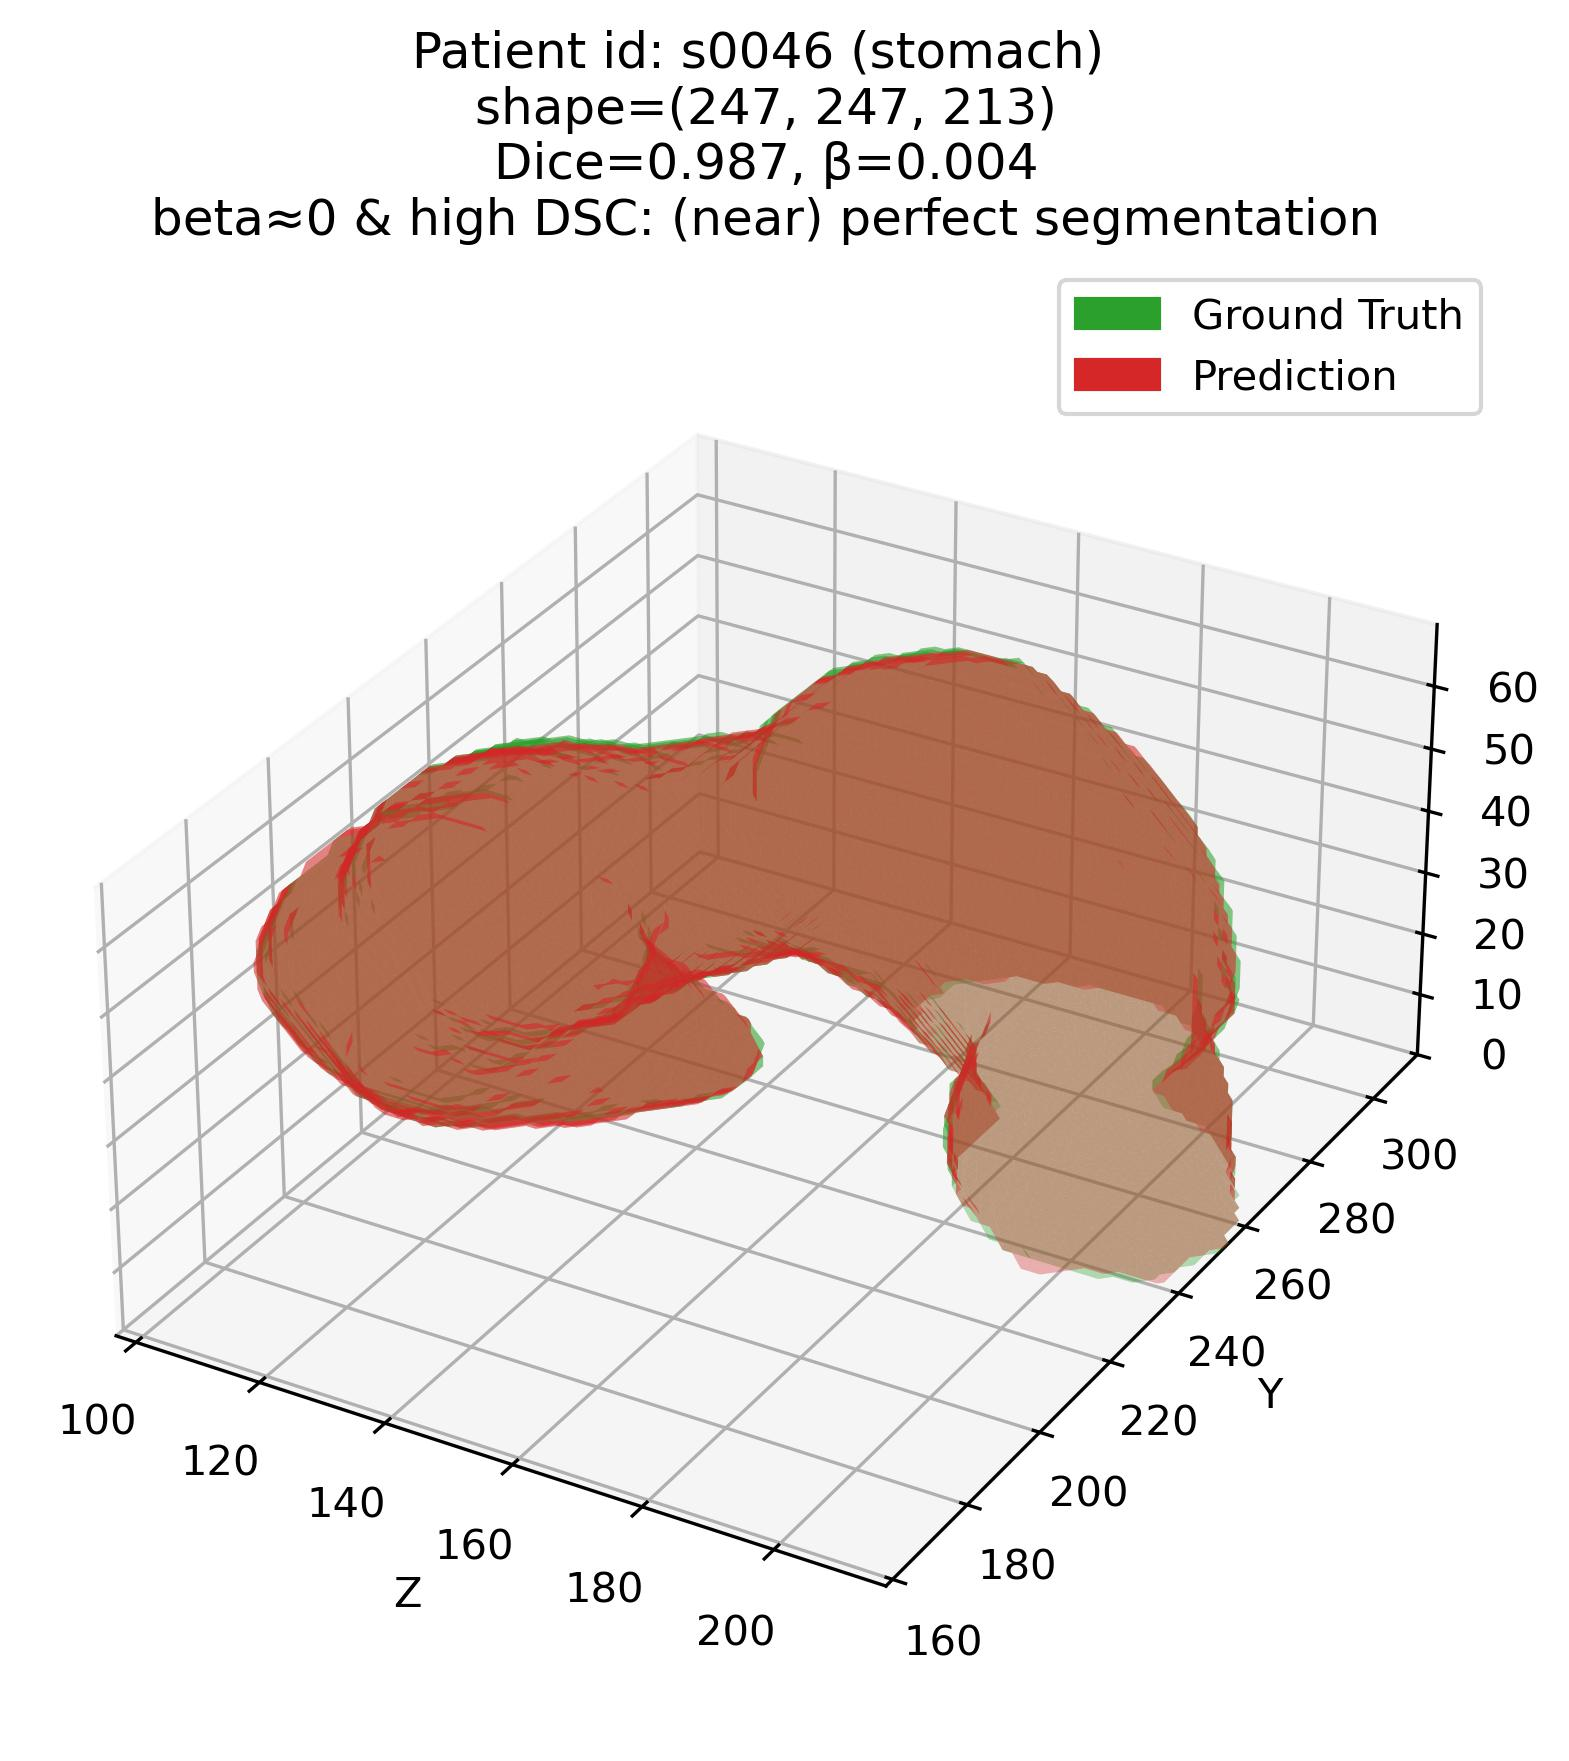 Patient id: s0046 (stomach)
shape=(247, 247, 213)
Dice=0.987, β=0.004
beta≈0 & high DSC: (near) perfect segmentation
Ground Truth
Prediction
60
50
40
30
20
10
0
300
280
260
240
220
200
180
160
Y
100
120
140
160
180
200
Z